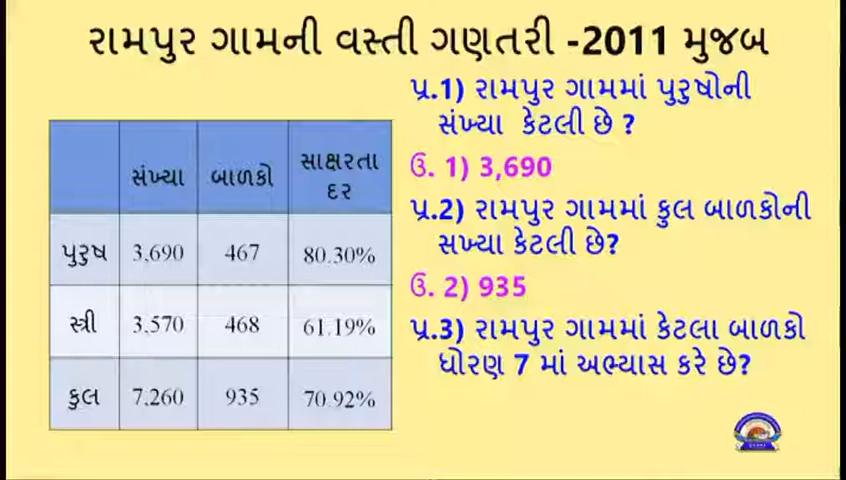 રામપુર ગામની વસ્તી ગણતરી -2011 મુજબ
સંખ્યા બાળકો સાક્ષરતા દર
પુરુષ 3,690 467 80.30%
સ્ત્રી 3,570 468 61.19%
કુલ 7,260 935 70.92%
પ્ર.1) રામપુર ગામમાં પુરુષોની
સંખ્યા કેટલી છે ?
ઉ. 1) 3,690
પ્ર.2) રામપુર ગામમાં કુલ બાળકોની
સખ્યા કેટલી છે?
ઉ. 2) 935
પ્ર.3) રામપુર ગામમાં કેટલા બાળકો
ધોરણ 7 માં અભ્યાસ કરે છે?